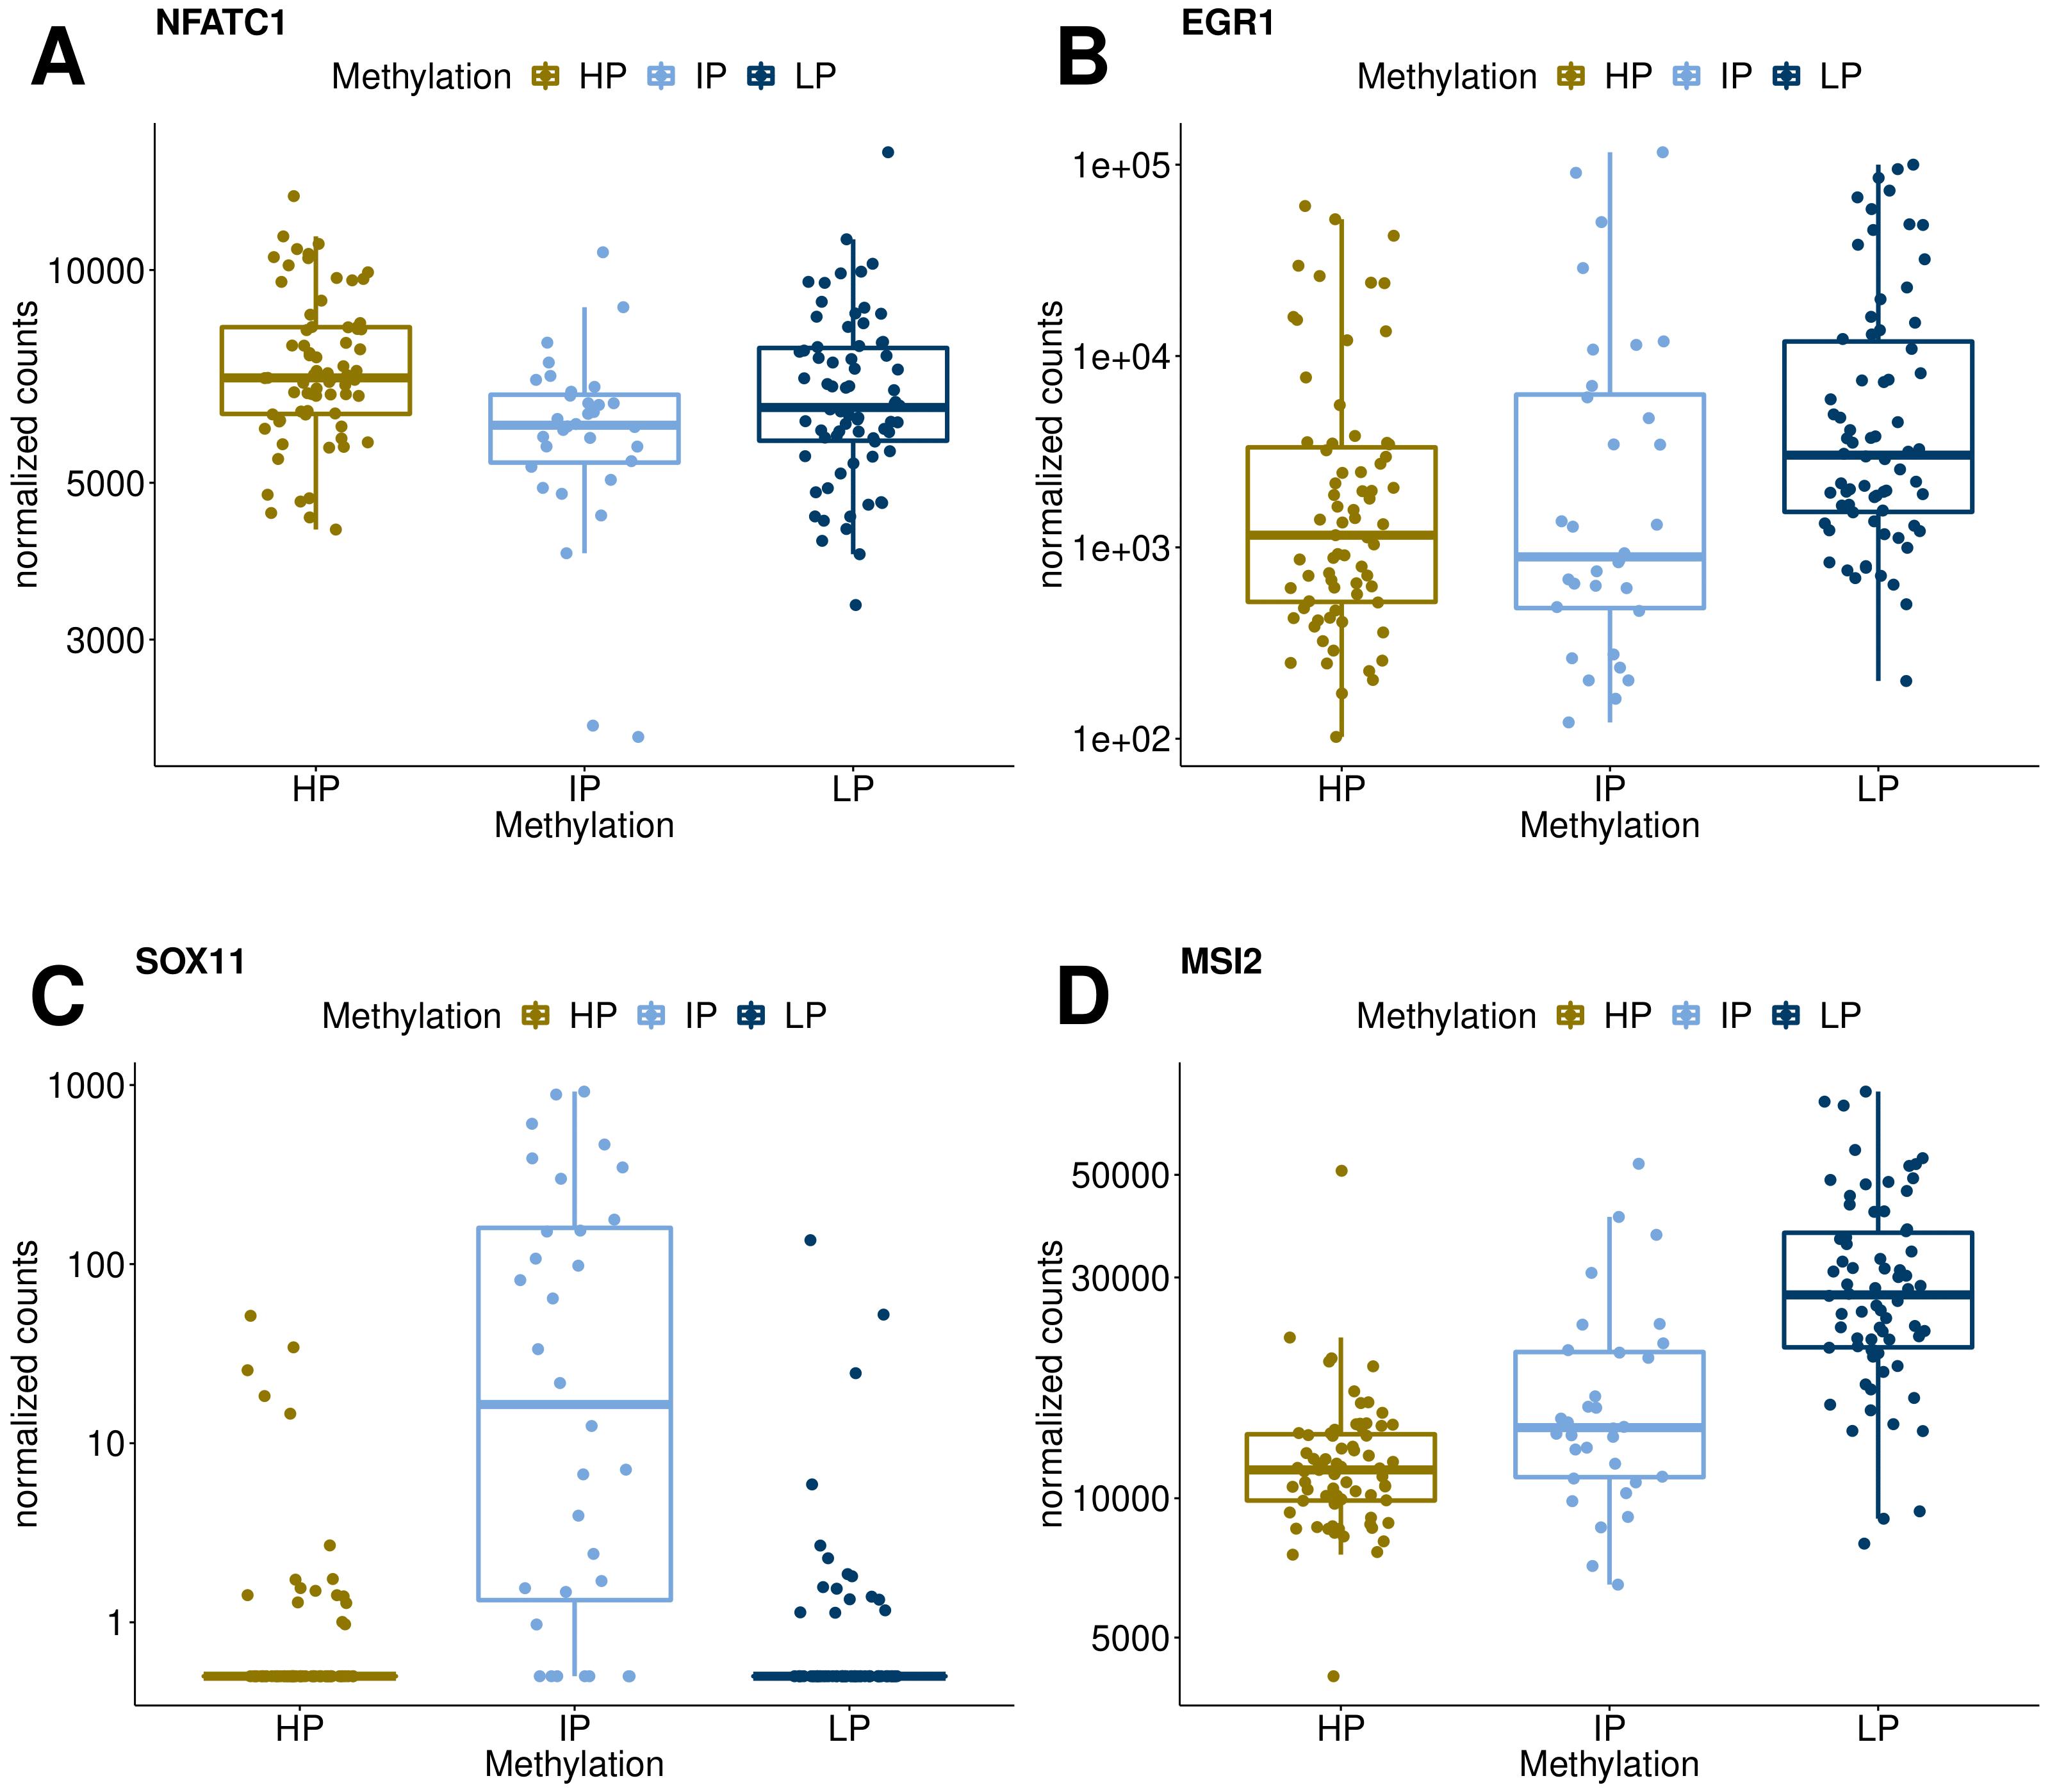 A
NFATC1
Methylation HP IP LP
normalized counts
10000
5000
3000
HP IP LP
Methylation
B
EGR1
Methylation HP IP LP
normalized counts
1e+05
1e+04
1e+03
1e+02
HP IP LP
Methylation
C
SOX11
Methylation HP IP LP
normalized counts
1000
100
10
1
HP IP LP
Methylation
D
MSI2
Methylation HP IP LP
normalized counts
50000
30000
10000
5000
HP IP LP
Methylation